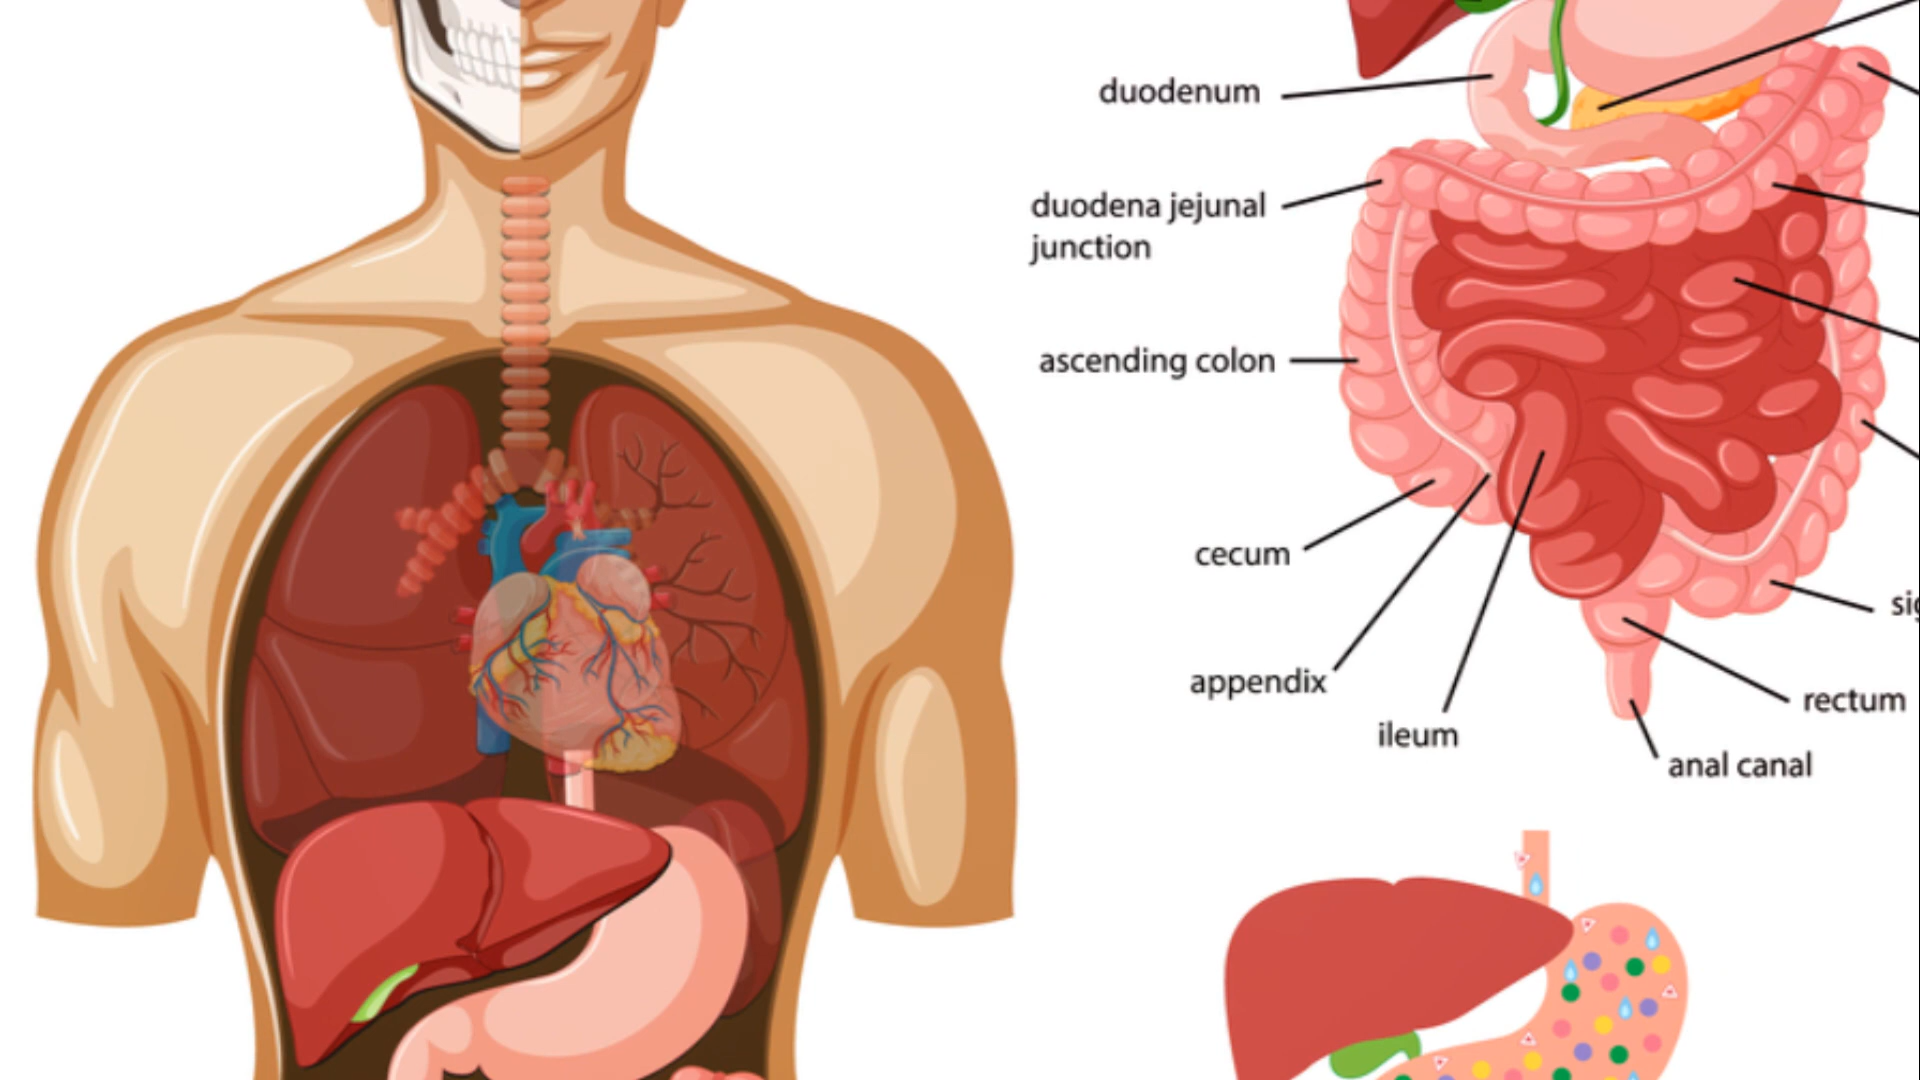 duodenum
duodena jejunal
junction
ascending colon
cecum
appendix
ileum
rectum
anal canal